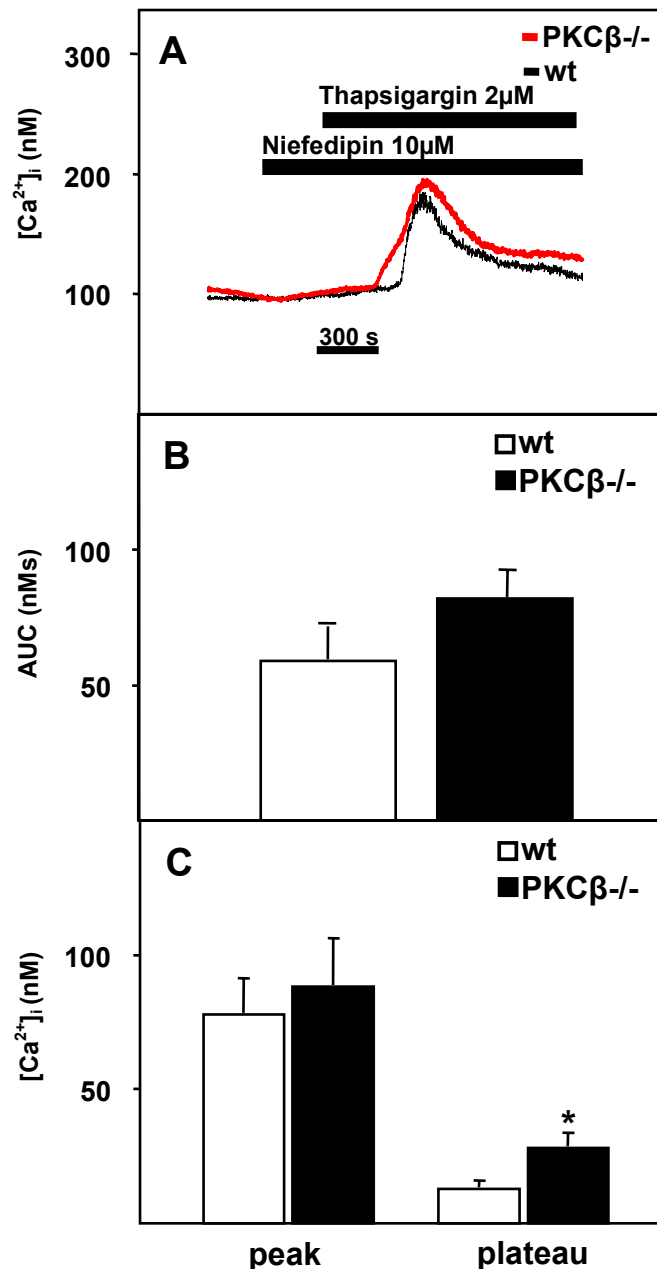 A
PKCβ-/-
wt
300
Thapsigargin 2µM
Niefedipin 10µM
200
[Ca²⁺]ᵢ (nM)
100
300 s
B
wt
PKCβ-/-
100
AUC (nMs)
50
C
wt
PKCβ-/-
100
[Ca²⁺]ᵢ (nM)
50
*
peak plateau